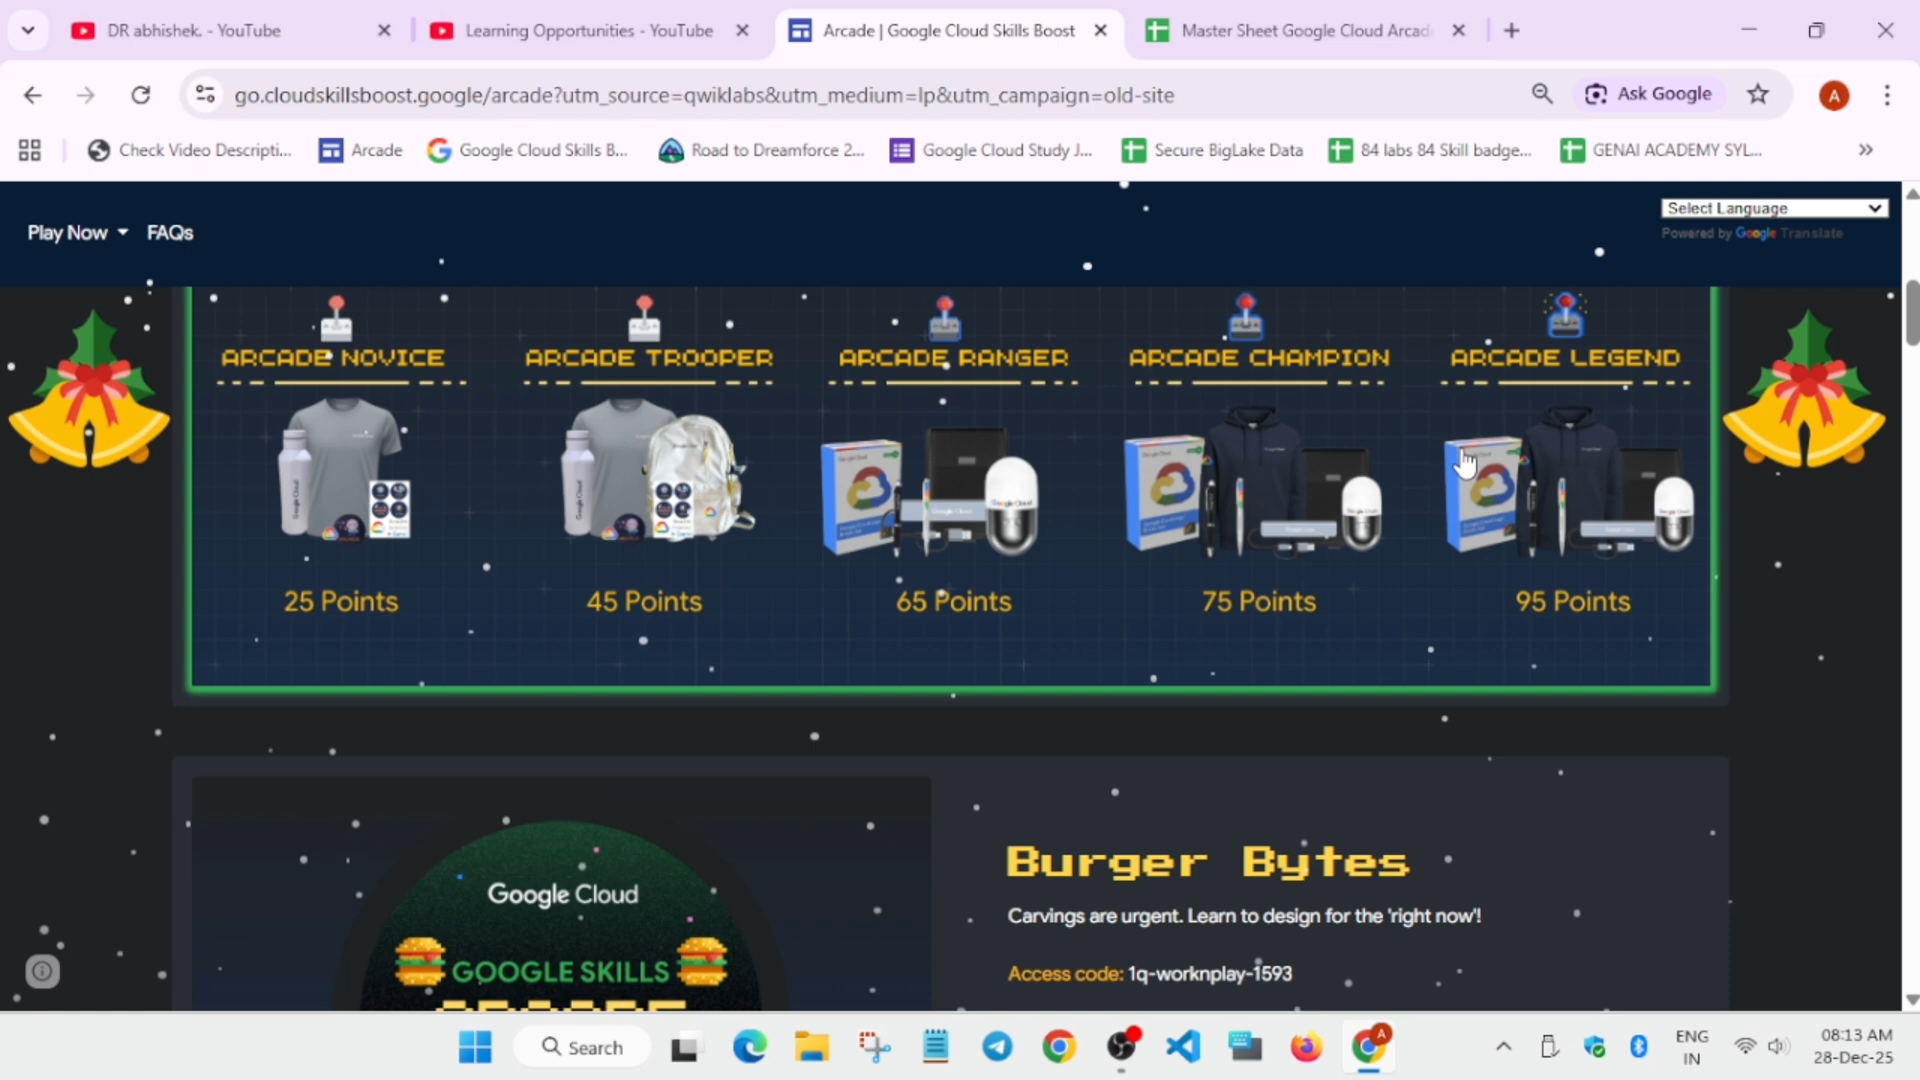 DR abhishek. - YouTube
Learning Opportunities - YouTube
Arcade | Google Cloud Skills Boost
Master Sheet Google Cloud Arcad
go.cloudskillsboost.google/arcade?utm_source=qwiklabs&utm_medium=lp&utm_campaign=old-site
Ask Google
A
Check Video Descripti...
Arcade
Google Cloud Skills B...
Road to Dreamforce 2...
Google Cloud Study J...
Secure BigLake Data
84 labs 84 Skill badge...
GENAI ACADEMY SYL...
Play Now
FAQs
Select Language
Powered by Google Translate
ARCADE NOVICE
ARCADE TROOPER
ARCADE RANGER
ARCADE CHAMPION
ARCADE LEGEND
25 Points
45 Points
65 Points
75 Points
95 Points
Google Cloud
GOOGLE SKILLS
Burger Bytes
Carvings are urgent. Learn to design for the 'right now'!
Access code: 1q-worknplay-1593
Search
A
ENG
IN
08:13 AM
28-Dec-25